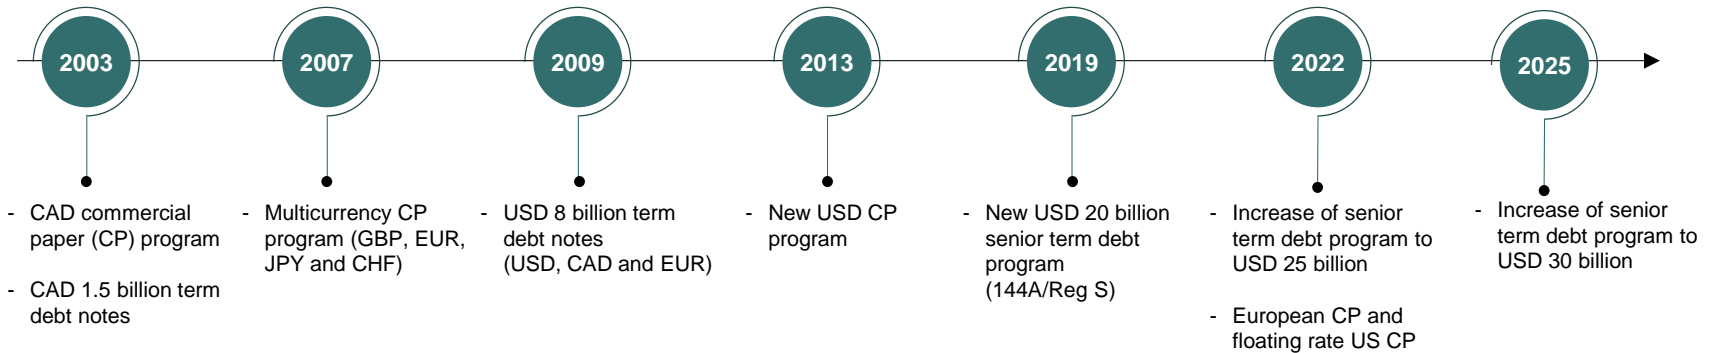 2003
2007
2009
2013
2019
2022
2025
- CAD commercial
paper (CP) program
- CAD 1.5 billion term
debt notes
- Multicurrency CP
program (GBP, EUR,
JPY and CHF)
- USD 8 billion term
debt notes
(USD, CAD and EUR)
- New USD CP
program
- New USD 20 billion
senior term debt
program
(144A/Reg S)
- Increase of senior
term debt program to
USD 25 billion
- European CP and
floating rate US CP
- Increase of senior
term debt program to
USD 30 billion